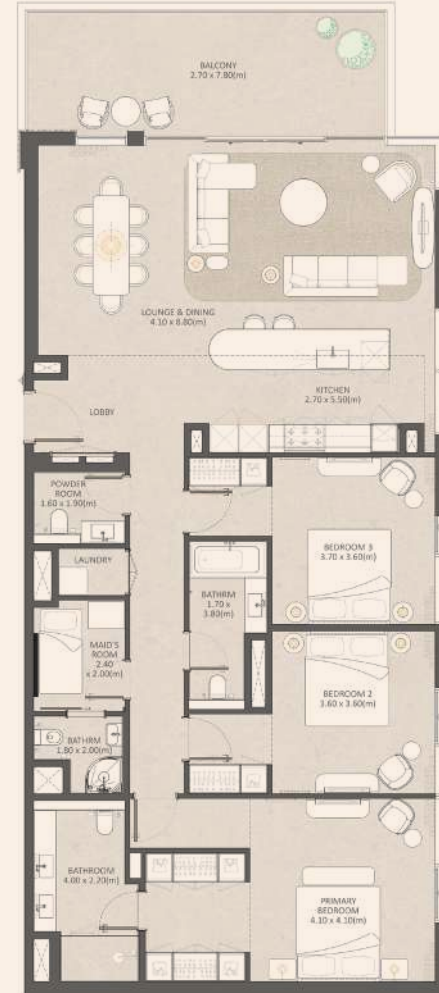 BALCONY
2.70 x 7.80(m)
LOUNGE & DINING
4.10 x 8.80(m)
KITCHEN
2.70 x 5.50(m)
LOBBY
POWDER
ROOM
1.60 x 1.90(m)
LAUNDRY
BEDROOM 3
3.70 x 3.60(m)
BATHRM
1.70 x
3.80(m)
MAID'S
ROOM
2.40
x 2.00(m)
BEDROOM 2
3.60 x 3.60(m)
BATHRM
1.80 x 2.00(m)
BATHROOM
4.00 x 2.20(m)
PRIMARY
BEDROOM
4.10 x 4.10(m)